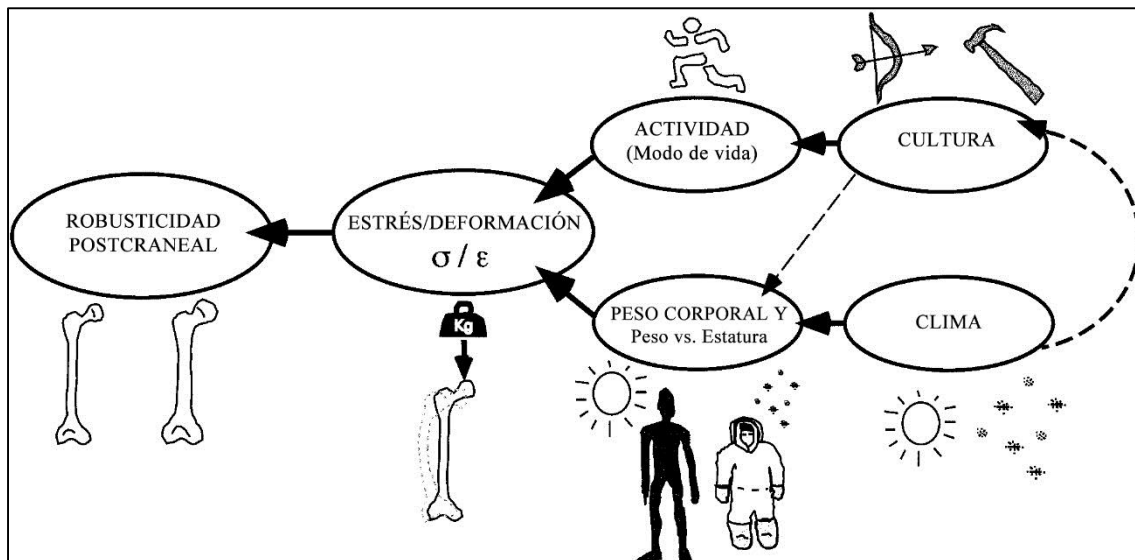 ACTIVIDAD
(Modo de vida)
CULTURA
ROBUSTICIDAD
POSTCRANEAL
ESTRÉS/DEFORMACIÓN
σ / ε
Kg
PESO CORPORAL Y
Peso vs. Estatura
CLIMA